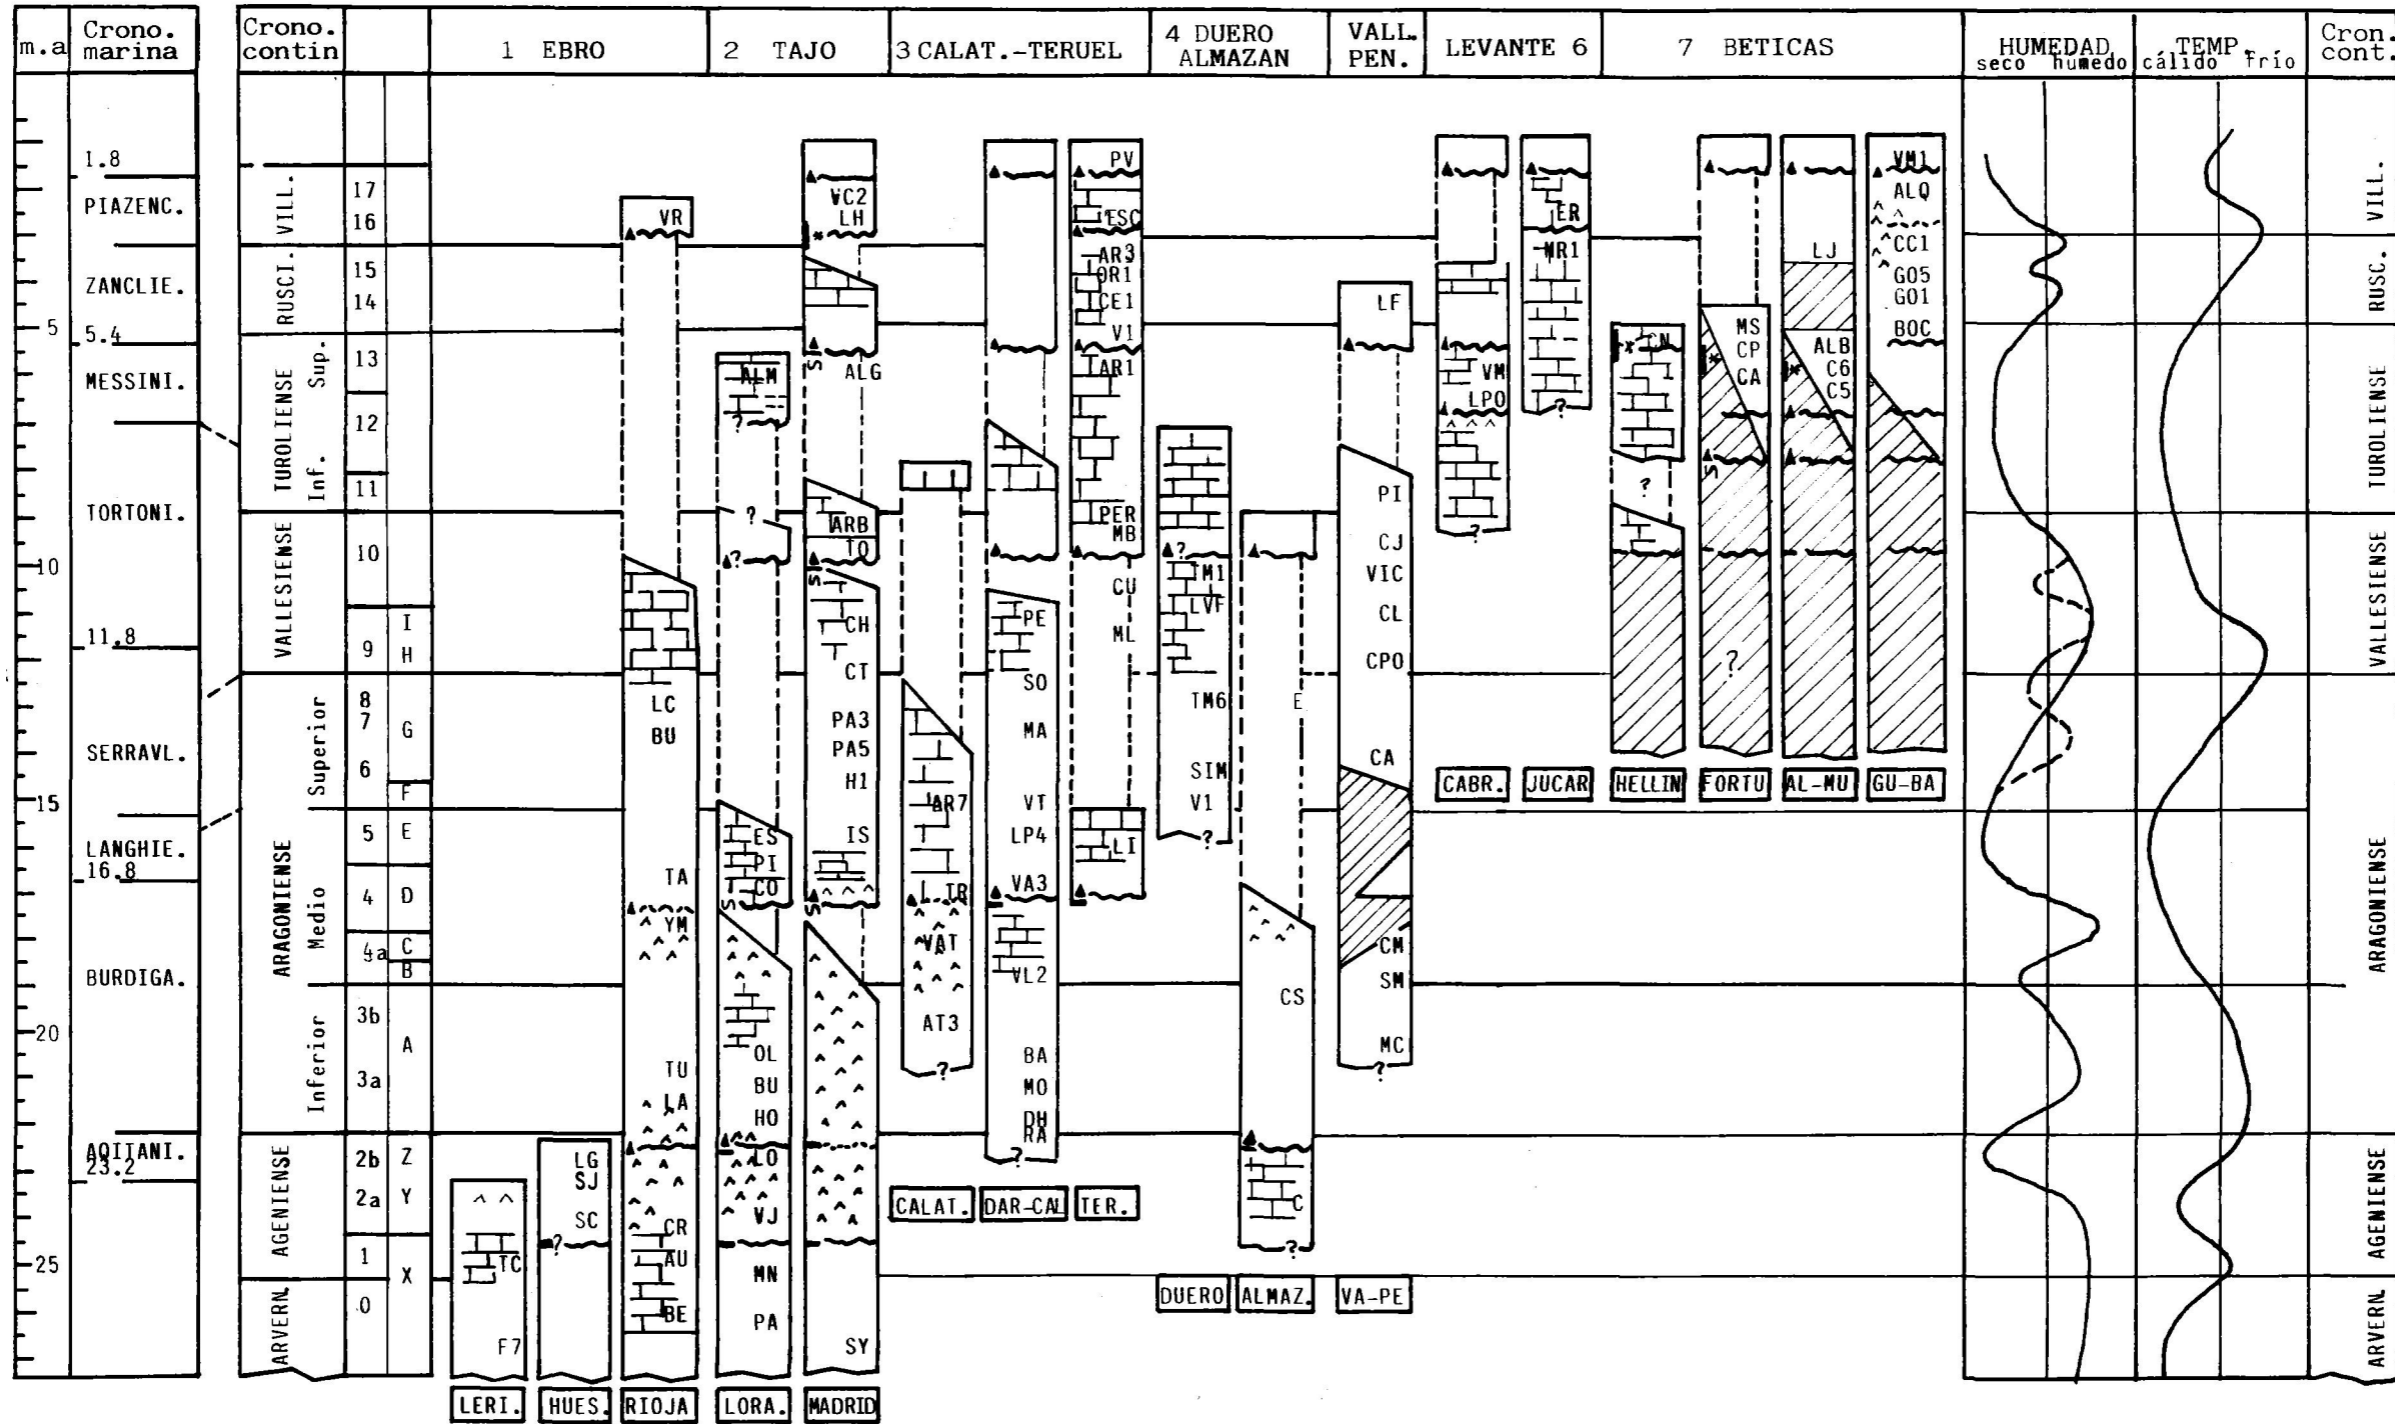 m.a
Crono.
marina
Crono.
contin
1 EBRO
2 TAJO
3 CALAT.-TERUEL
4 DUERO
ALMAZAN
VALL.
PEN.
LEVANTE 6
7 BETICAS
HUMEDAD
seco humedo
TEMP.
cálido frío
Cron.
cont.
5
10
15
20
25
1.8
PIAZENC.
ZANCLIE.
5.4
MESSINI.
TORTONI.
11.8
SERRAVL.
LANGHIE.
16.8
BURDIGA.
AQITANI.
23.2
VILL.
RUSCI.
TUROLIENSE
Sup.
Inf.
VALLESIENSE
ARAGONIENSE
Superior
Medio
Inferior
AGENIENSE
ARVERN.
17
16
15
14
13
12
11
10
9
8
7
6
5
4
4a
3b
3a
2b
2a
1
0
I
H
G
F
E
D
C
B
A
Z
Y
X
TC
F7
LERI.
LG
SJ
SC
?
HUES.
VR
LC
BU
TA
YM
TU
LA
CR
AU
BE
RIOJA
ALM
?
?
?
ES
PI
CO
S
OL
BU
HO
LO
VJ
MN
PA
LORA.
VC2
LH
*
S
ALG
ARB
TO
S
CH
CT
PA3
PA5
H1
IS
S
SY
MADRID
AR7
TR
VAT
AT3
?
CALAT.
PE
SO
MA
VT
LP4
VA3
VL2
BA
MO
DH
RA
?
DAR-CAL
PV
ESC
AR3
OR1
CE1
V1
AR1
PER
MB
CU
ML
LI
TER.
?
TM1
LVF
TM6
SIM
V1
?
DUERO
E
CS
C
?
ALMAZ.
LF
PI
CJ
VIC
CL
CPO
CA
CM
SM
MC
?
VA-PE
VM
LPO
?
CABR.
ER
MR1
?
JUCAR
* CN
?
HELLIN
MS
CP
*
CA
S
?
FORTU
LJ
ALB
*
C6
C5
AL-MU
VM1
ALQ
CC1
GO5
GO1
BOC
GU-BA
VILL.
RUSC.
TUROLIENSE
VALLESIENSE
ARAGONIENSE
AGENIENSE
ARVERN.